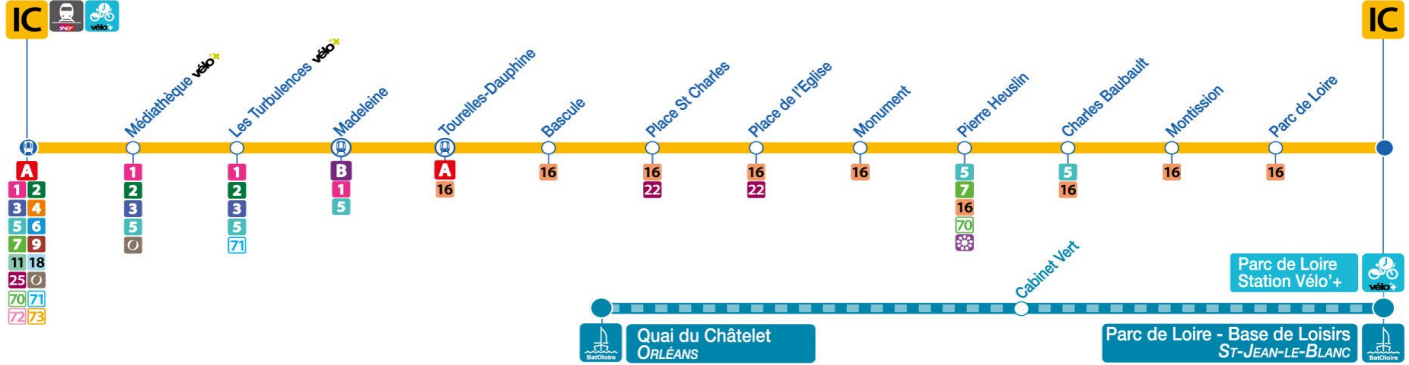 IC
SNCF
vélo+
IC
Médiathèque vélo'+
Les Turbulences vélo'+
Madeleine
Tourelles-Dauphine
Bascule
Place St Charles
Place de l'Eglise
Monument
Pierre Heuslin
Charles Baubault
Montission
Parc de Loire
A
1 2
3 4
5 6
7 9
11 18
25 O
70 71
72 73
1
2
3
5
O
1
2
3
5
71
B
1
5
A
16
16
16
22
16
22
16
5
7
16
70
5
16
16
16
Cabinet Vert
Parc de Loire
Station Vélo'+
vélo+
BatOloire
Quai du Châtelet
ORLÉANS
Parc de Loire - Base de Loisirs
ST-JEAN-LE-BLANC
BatOloire